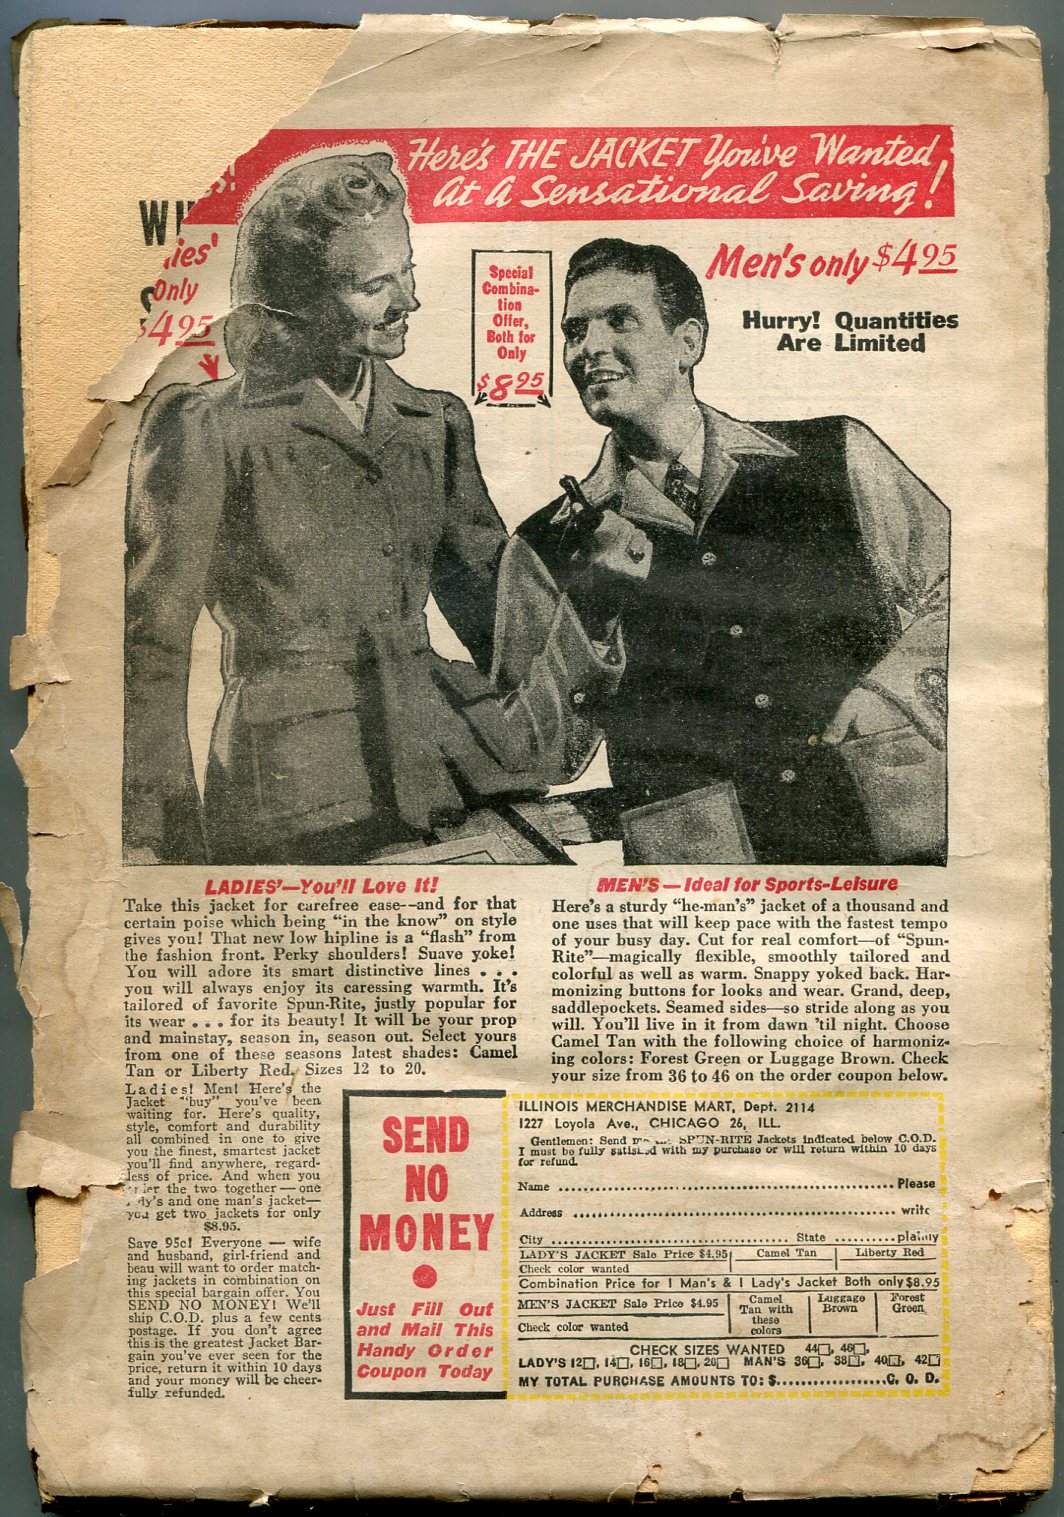 Here's THE JACKET You've Wanted,
At A Sensational Saving!
Only
$4.95
Special
Combina-
tion
Offer,
Both for
Only
$8.95
Men's only $4.95
Hurry! Quantities
Are Limited
LADIES'—You'll Love It!
Take this jacket for carefree ease--and for that
certain poise which being "in the know" on style
gives you! That new low hipline is a "flash" from
the fashion front. Perky shoulders! Suave yoke!
You will adore its smart distinctive lines . . .
you will always enjoy its caressing warmth. It's
tailored of favorite Spun-Rite, justly popular for
its wear . . . for its beauty! It will be your prop
and mainstay, season in, season out. Select yours
from one of these seasons latest shades: Camel
Tan or Liberty Red. Sizes 12 to 20.
Ladies! Men! Here's the
Jacket "buy" you've been
waiting for. Here's quality,
style, comfort and durability
all combined in one to give
you the finest, smartest jacket
you'll find anywhere, regard-
less of price. And when you
the two together — one
and one man's jacket—
you get two jackets for only
$8.95.
Save 95c! Everyone — wife
and husband, girl-friend and
beau will want to order match-
ing jackets in combination on
this special bargain offer. You
SEND NO MONEY! We'll
ship C.O.D. plus a few cents
postage. If you don't agree
this is the greatest Jacket Bar-
gain you've ever seen for the
price, return it within 10 days
and your money will be cheer-
fully refunded.
MEN'S — Ideal for Sports-Leisure
Here's a sturdy "he-man's" jacket of a thousand and
one uses that will keep pace with the fastest tempo
of your busy day. Cut for real comfort—of "Spun-
Rite"—magically flexible, smoothly tailored and
colorful as well as warm. Snappy yoked back. Har-
monizing buttons for looks and wear. Grand, deep,
saddlepockets. Seamed sides—so stride along as you
will. You'll live in it from dawn 'til night. Choose
Camel Tan with the following choice of harmoniz-
ing colors: Forest Green or Luggage Brown. Check
your size from 36 to 46 on the order coupon below.
SEND
NO
MONEY
Just Fill Out
and Mail This
Handy Order
Coupon Today
ILLINOIS MERCHANDISE MART, Dept. 2114
1227 Loyola Ave., CHICAGO 26, ILL.
Gentlemen: Send SPUN-RITE Jackets indicated below C.O.D.
I must be fully satisfied with my purchase or will return within 10 days
for refund.
Name ........................................ Please
Address ........................................ write
City ........................ State .......... plainly
LADY'S JACKET Sale Price $4.95 Camel Tan Liberty Red
Check color wanted
Combination Price for 1 Man's & 1 Lady's Jacket Both only $8.95
MEN'S JACKET Sale Price $4.95 Camel Tan with these colors Luggage Brown Forest Green
Check color wanted
CHECK SIZES WANTED 44□, 46□,
LADY'S 12□, 14□, 16□, 18□, 20□ MAN'S 36□, 38□, 40□, 42□
MY TOTAL PURCHASE AMOUNTS TO: $..................C. O. D.